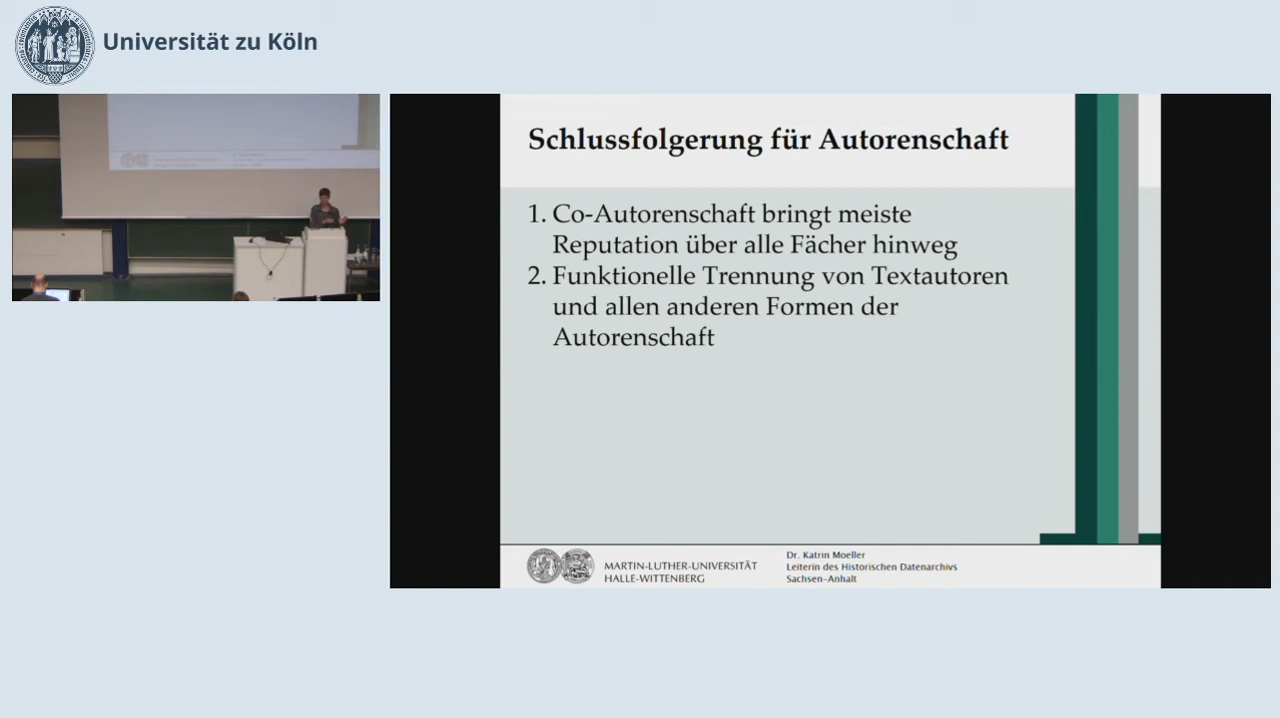 Universität zu Köln
Schlussfolgerung für Autorenschaft
1. Co-Autorenschaft bringt meiste
Reputation über alle Fächer hinweg
2. Funktionelle Trennung von Textautoren
und allen anderen Formen der
Autorenschaft
MARTIN-LUTHER-UNIVERSITÄT
HALLE-WITTENBERG
Dr. Katrin Moeller
Leiterin des Historischen Datenarchivs
Sachsen-Anhalt